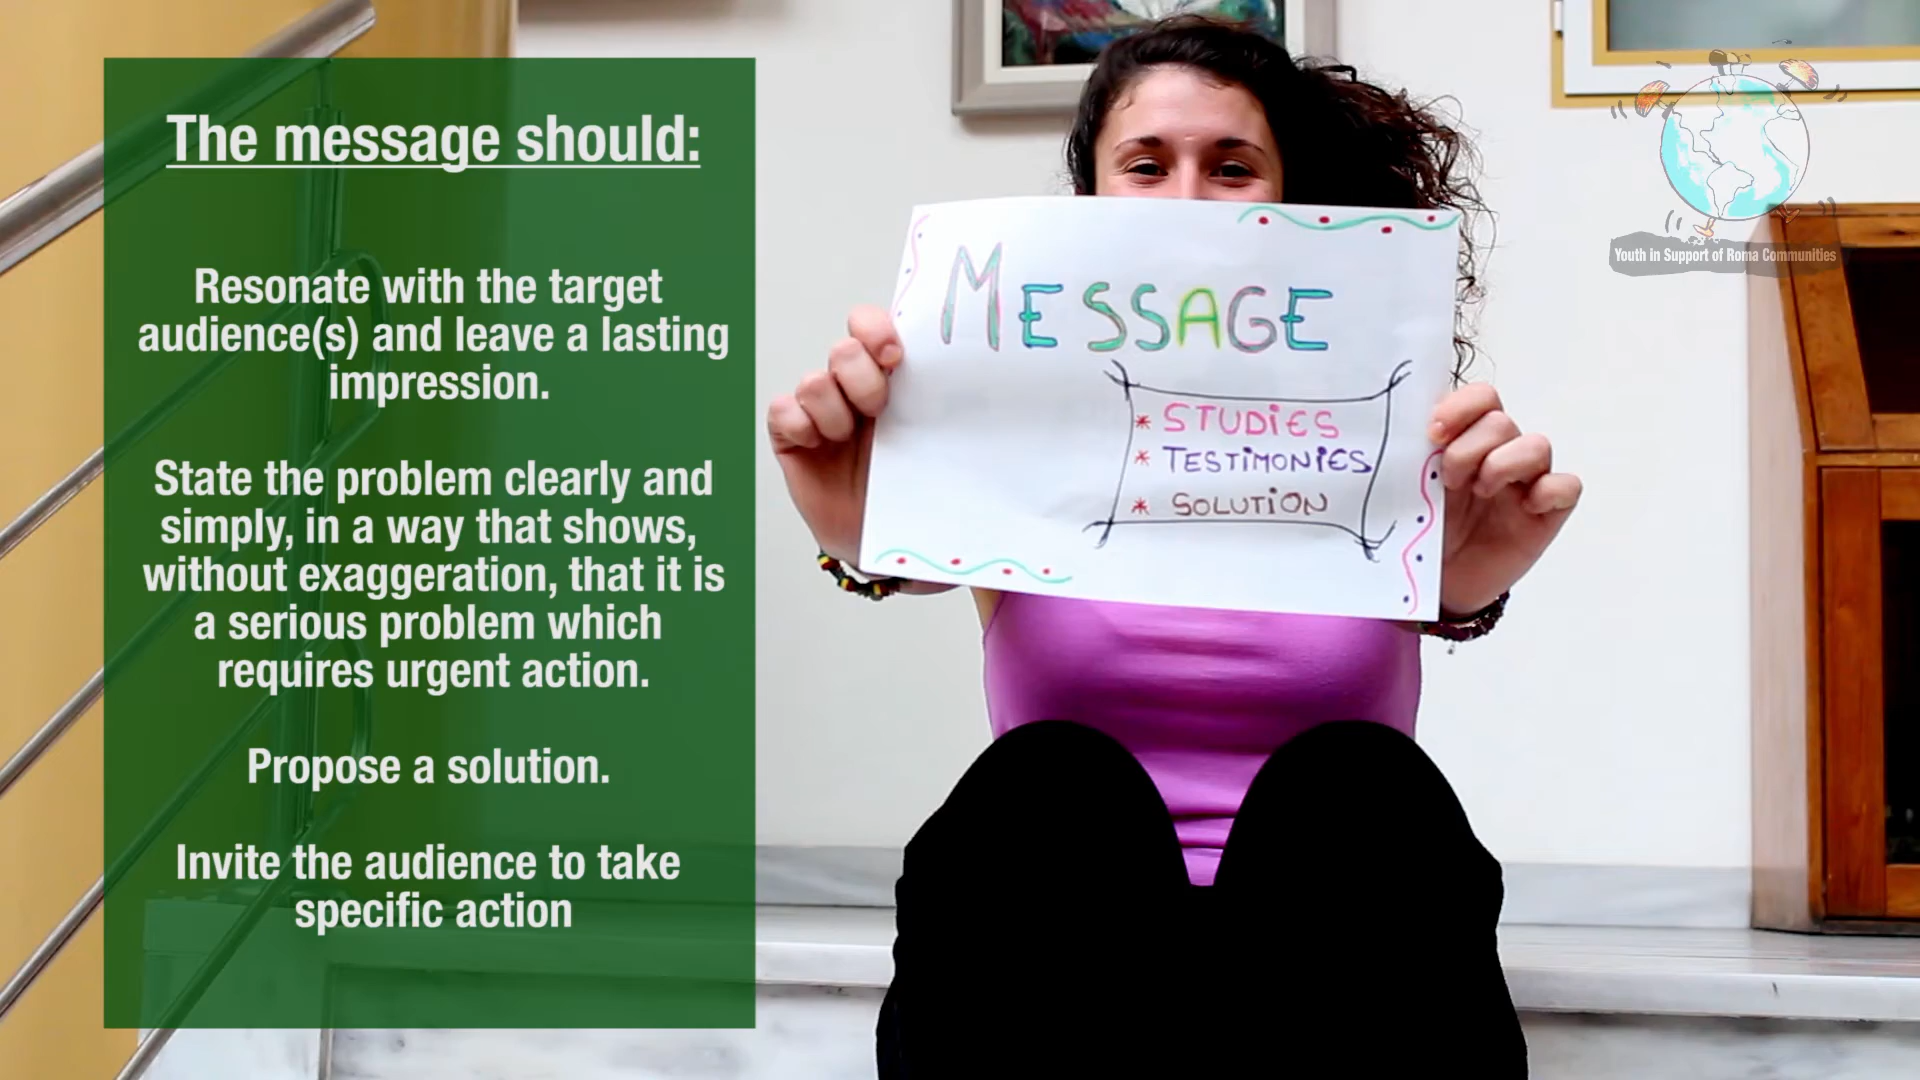 The message should:
Resonate with the target
audience(s) and leave a lasting
impression.
State the problem clearly and
simply, in a way that shows,
without exaggeration, that it is
a serious problem which
requires urgent action.
Propose a solution.
Invite the audience to take
specific action
MESSAGE
* STUDiES
* TESTiMONiES
* SOLUTiON
Youth in Support of Roma Communities